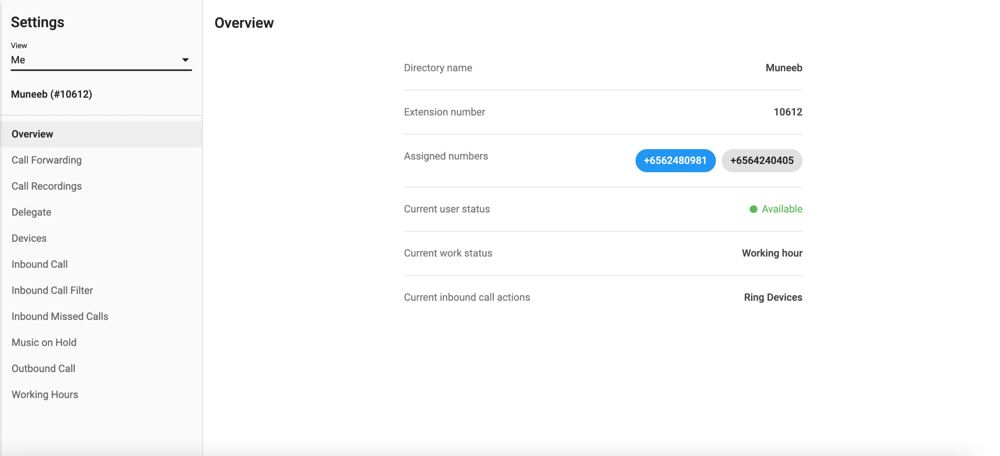 Settings
View
Me
Muneeb (#10612)
Overview
Call Forwarding
Call Recordings
Delegate
Devices
Inbound Call
Inbound Call Filter
Inbound Missed Calls
Music on Hold
Outbound Call
Working Hours
Overview
Directory name Muneeb
Extension number 10612
Assigned numbers +6562480981 +6564240405
Current user status Available
Current work status Working hour
Current inbound call actions Ring Devices